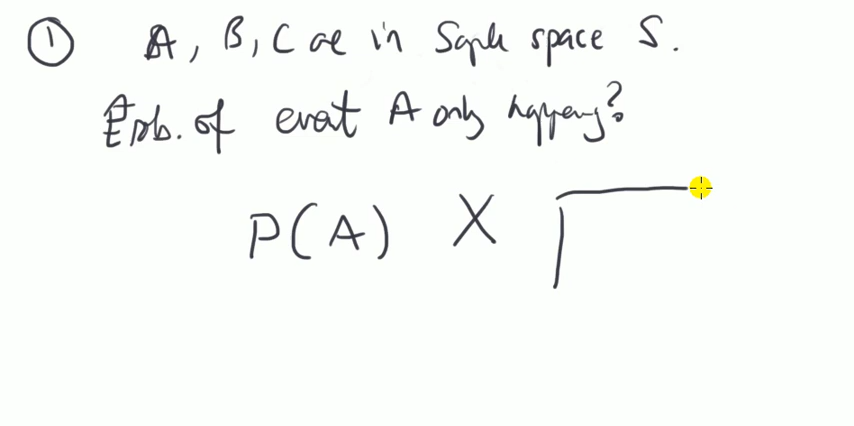 ① A, B, C are in Sample space S.
Prob. of event A only happens?
P(A) X